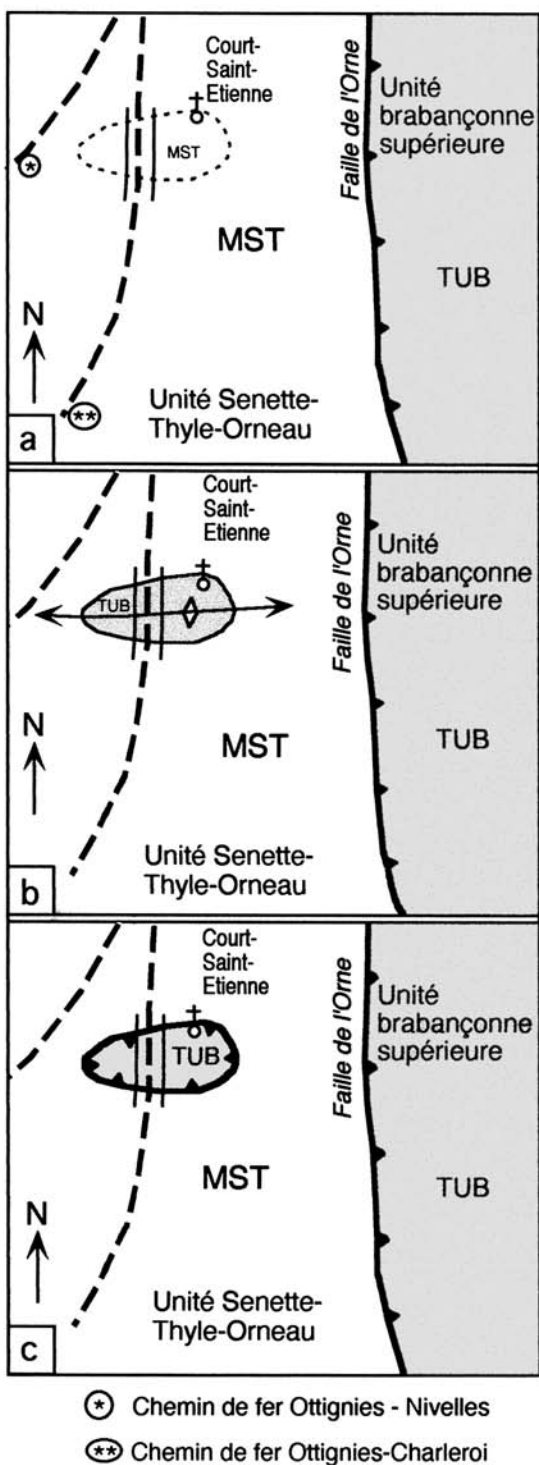 Court-
Saint-
Etienne
MST
*
Faille de l'Orne
Unité
brabançonne
supérieure
MST
TUB
N
Unité Senette-
Thyle-Orneau
**
a
Court-
Saint-
Etienne
TUB
Faille de l'Orne
Unité
brabançonne
supérieure
MST
TUB
N
Unité Senette-
Thyle-Orneau
b
Court-
Saint-
Etienne
TUB
Faille de l'Orne
Unité
brabançonne
supérieure
MST
TUB
N
Unité Senette-
Thyle-Orneau
c
* Chemin de fer Ottignies - Nivelles
** Chemin de fer Ottignies-Charleroi